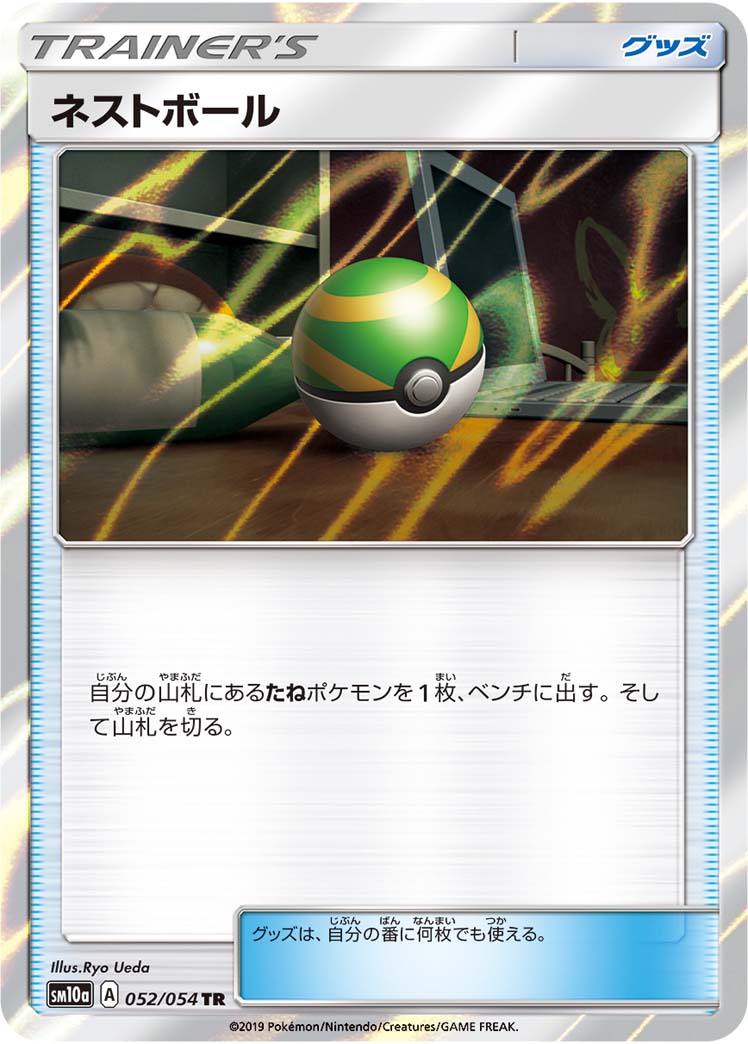 TRAINER'S
グッズ
ネストボール
自分の山札にあるたねポケモンを1枚、ベンチに出す。そし
て山札を切る。
グッズは、自分の番に何枚でも使える。
Illus.Ryo Ueda
sm10a A 052/054 TR
©2019 Pokémon/Nintendo/Creatures/GAME FREAK.